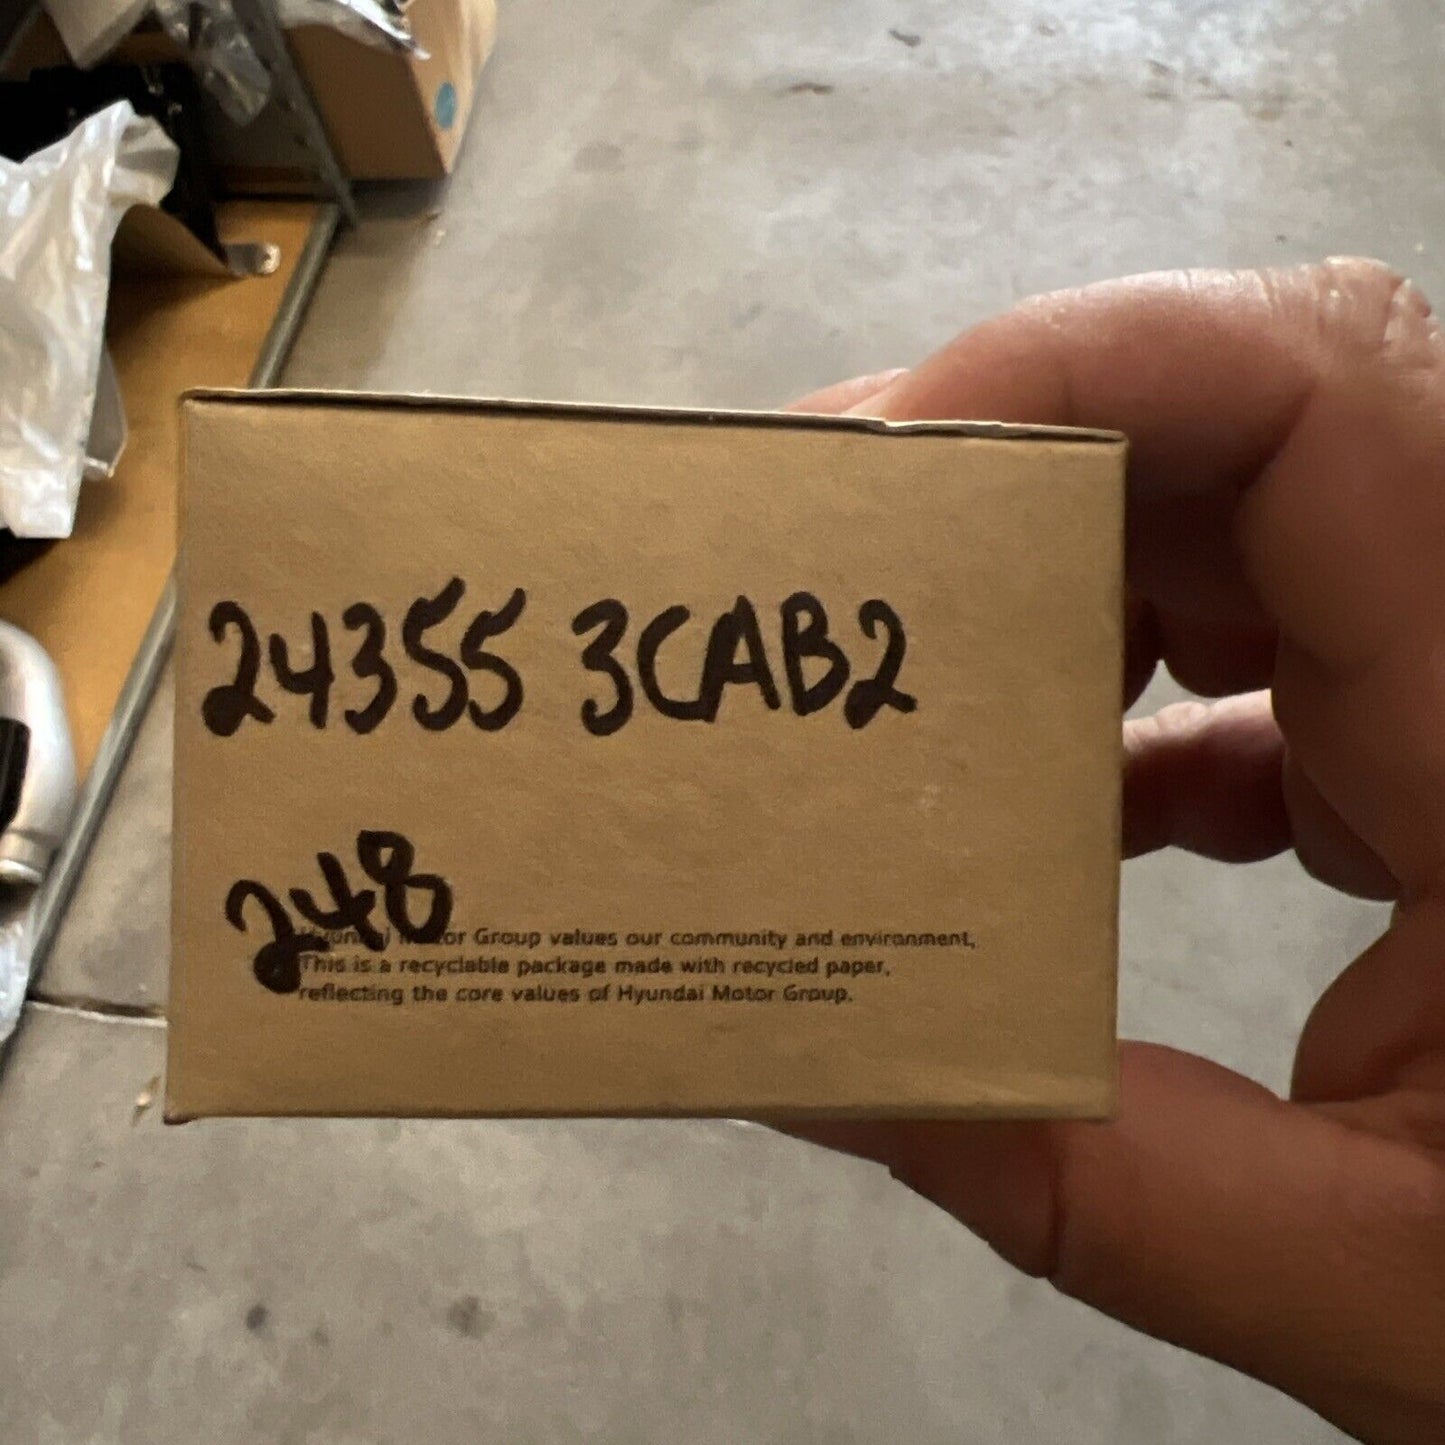 24355 3CAB2
248
Hyundai Motor Group values our community and environment,
This is a recyclable package made with recycled paper,
reflecting the core values of Hyundai Motor Group.